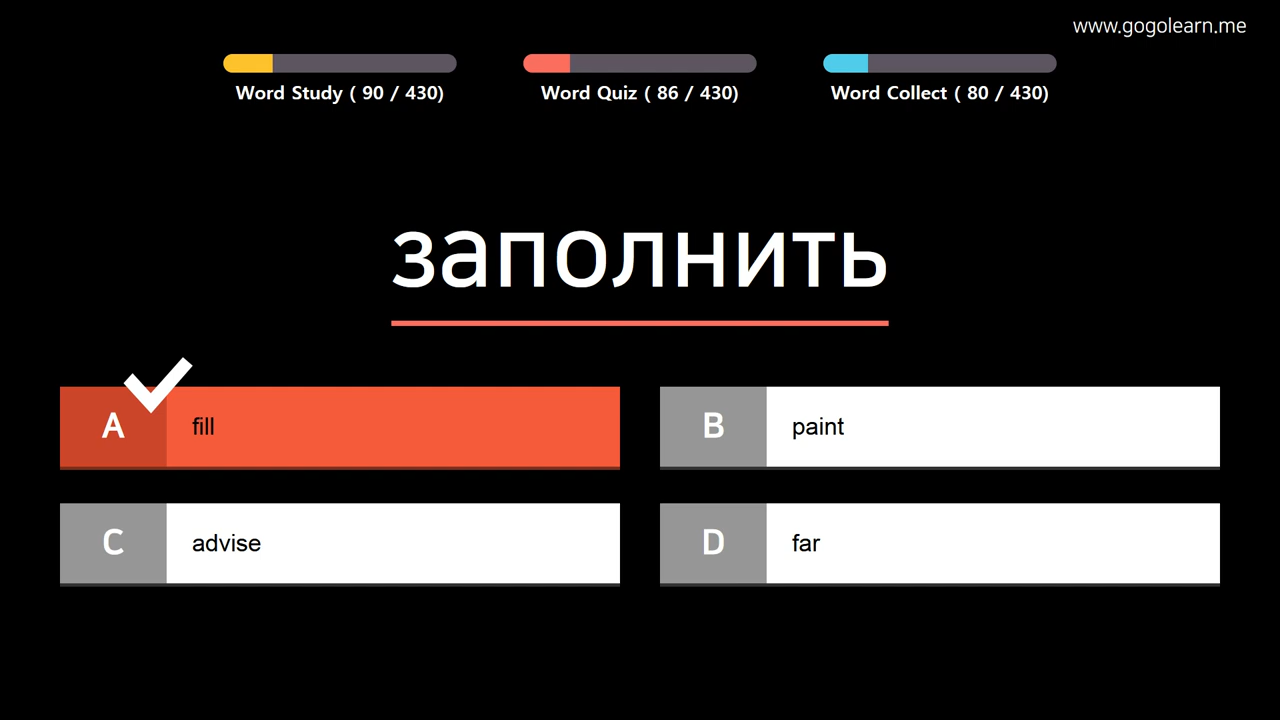 www.gogolearn.me
Word Study ( 90 / 430)
Word Quiz ( 86 / 430)
Word Collect ( 80 / 430)
заполнить
A fill
B paint
C advise
D far